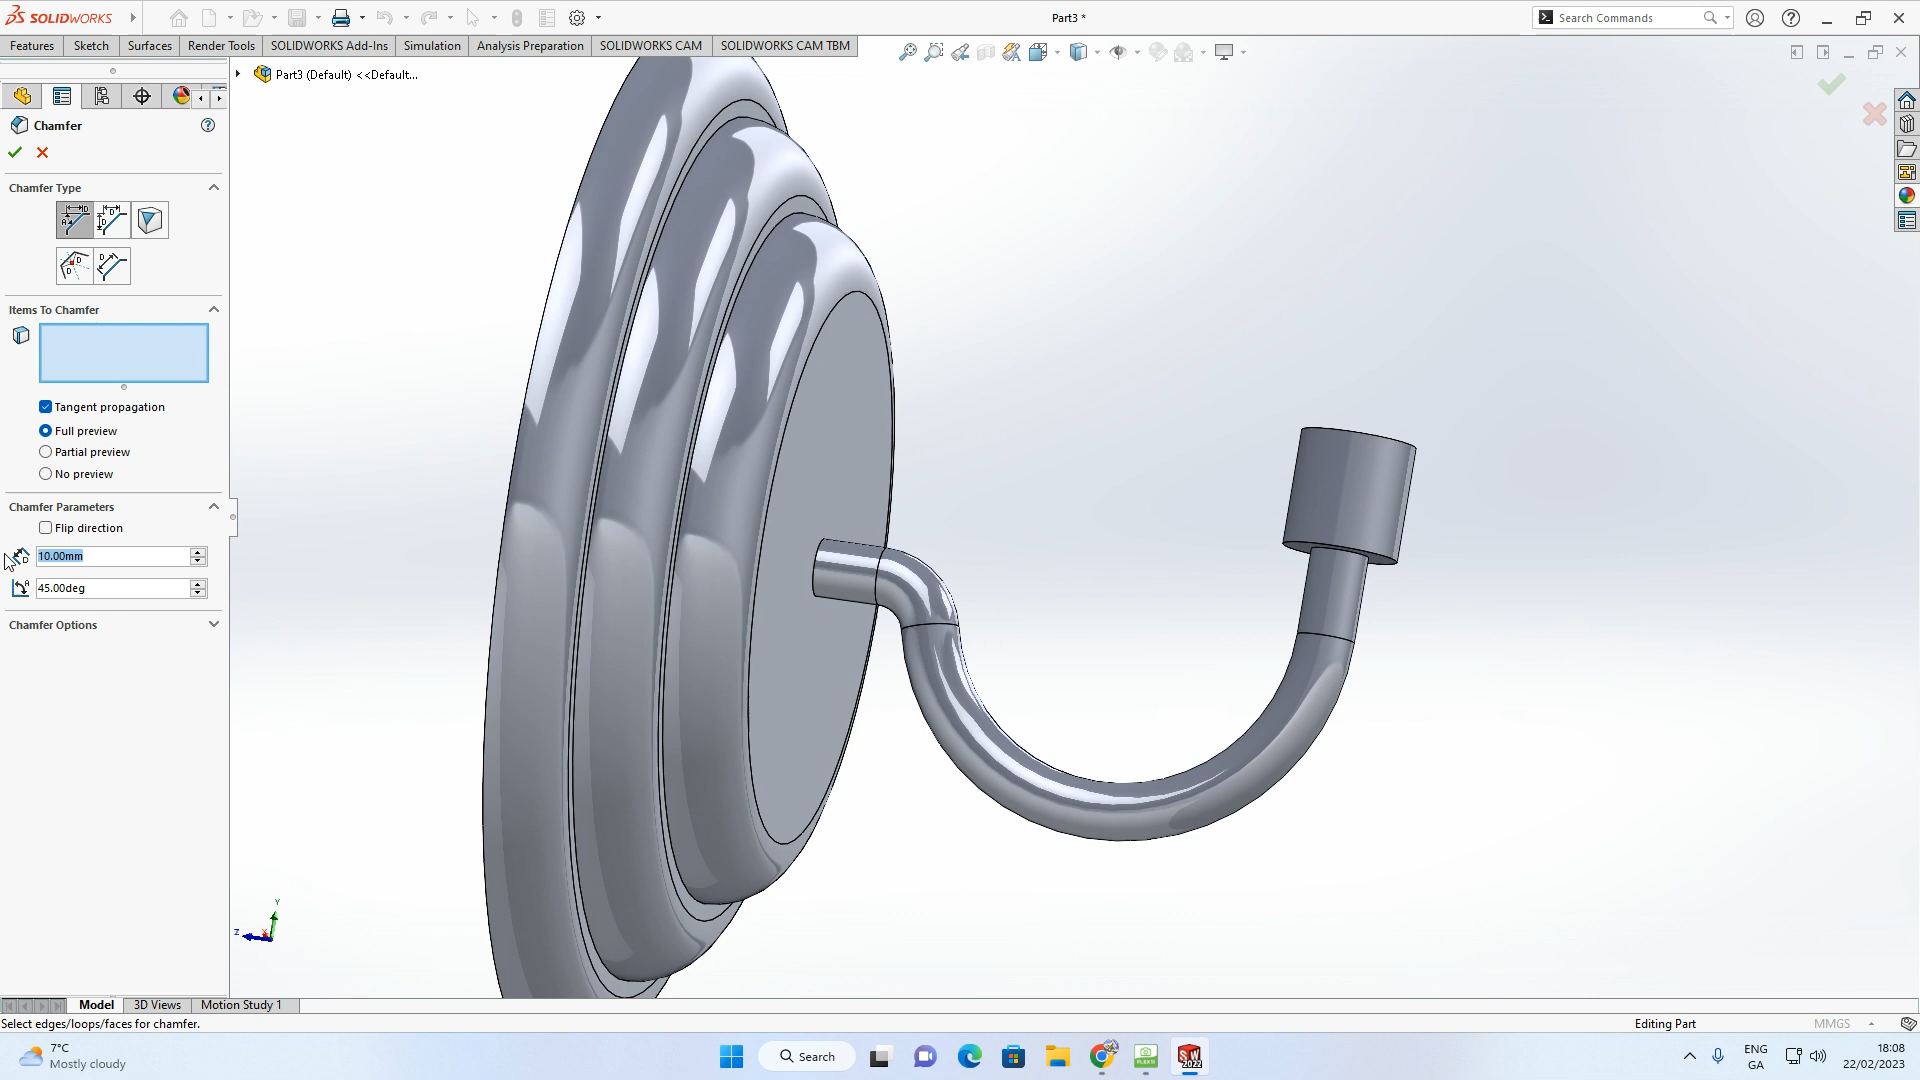 SOLIDWORKS
Part3 *
Search Commands
Features
Sketch
Surfaces
Render Tools
SOLIDWORKS Add-Ins
Simulation
Analysis Preparation
SOLIDWORKS CAM
SOLIDWORKS CAM TBM
Part3 (Default) <<Default...
Chamfer
Chamfer Type
Items To Chamfer
Tangent propagation
Full preview
Partial preview
No preview
Chamfer Parameters
Flip direction
10.00mm
45.00deg
Chamfer Options
Y
Z
X
Model
3D Views
Motion Study 1
Select edges/loops/faces for chamfer.
Editing Part
MMGS
7°C
Mostly cloudy
Search
SW
2022
ENG
GA
18:08
22/02/2023